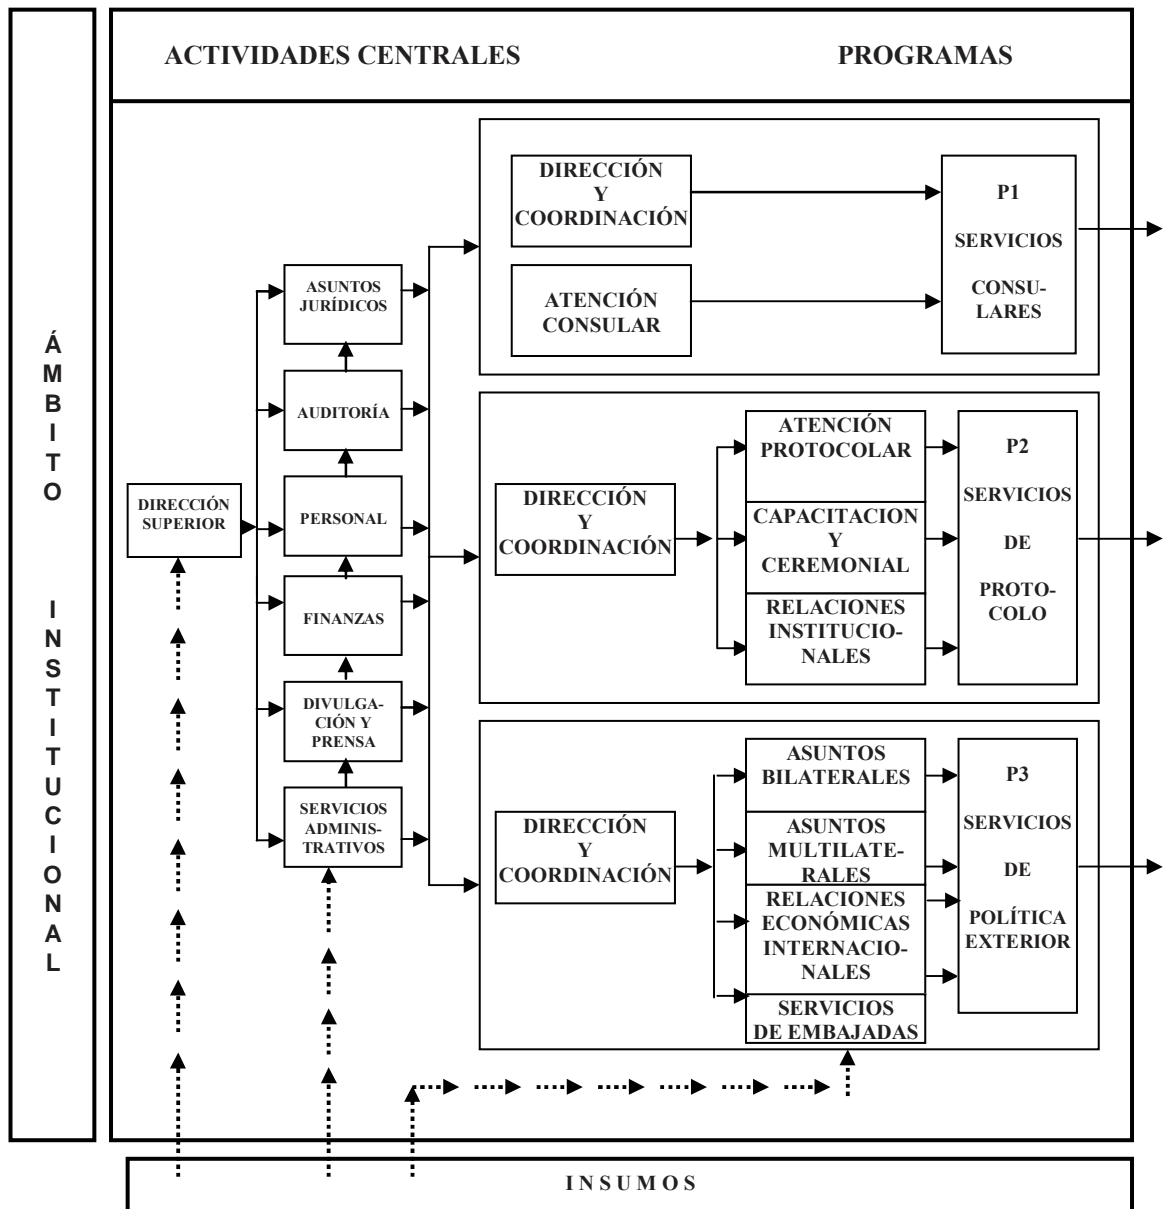 ACTIVIDADES CENTRALES
PROGRAMAS
ÁMBITO
INSTITUCIONAL
DIRECCIÓN
SUPERIOR
ASUNTOS
JURÍDICOS
AUDITORÍA
PERSONAL
FINANZAS
DIVULGA-
CIÓN Y
PRENSA
SERVICIOS
ADMINIS-
TRATIVOS
DIRECCIÓN
Y
COORDINACIÓN
ATENCIÓN
CONSULAR
P1
SERVICIOS
CONSU-
LARES
DIRECCIÓN
Y
COORDINACIÓN
ATENCIÓN
PROTOCOLAR
CAPACITACION
Y
CEREMONIAL
RELACIONES
INSTITUCIO-
NALES
P2
SERVICIOS
DE
PROTO-
COLO
DIRECCIÓN
Y
COORDINACIÓN
ASUNTOS
BILATERALES
ASUNTOS
MULTILATE-
RALES
RELACIONES
ECONÓMICAS
INTERNACIO-
NALES
SERVICIOS
DE EMBAJADAS
P3
SERVICIOS
DE
POLÍTICA
EXTERIOR
INSUMOS